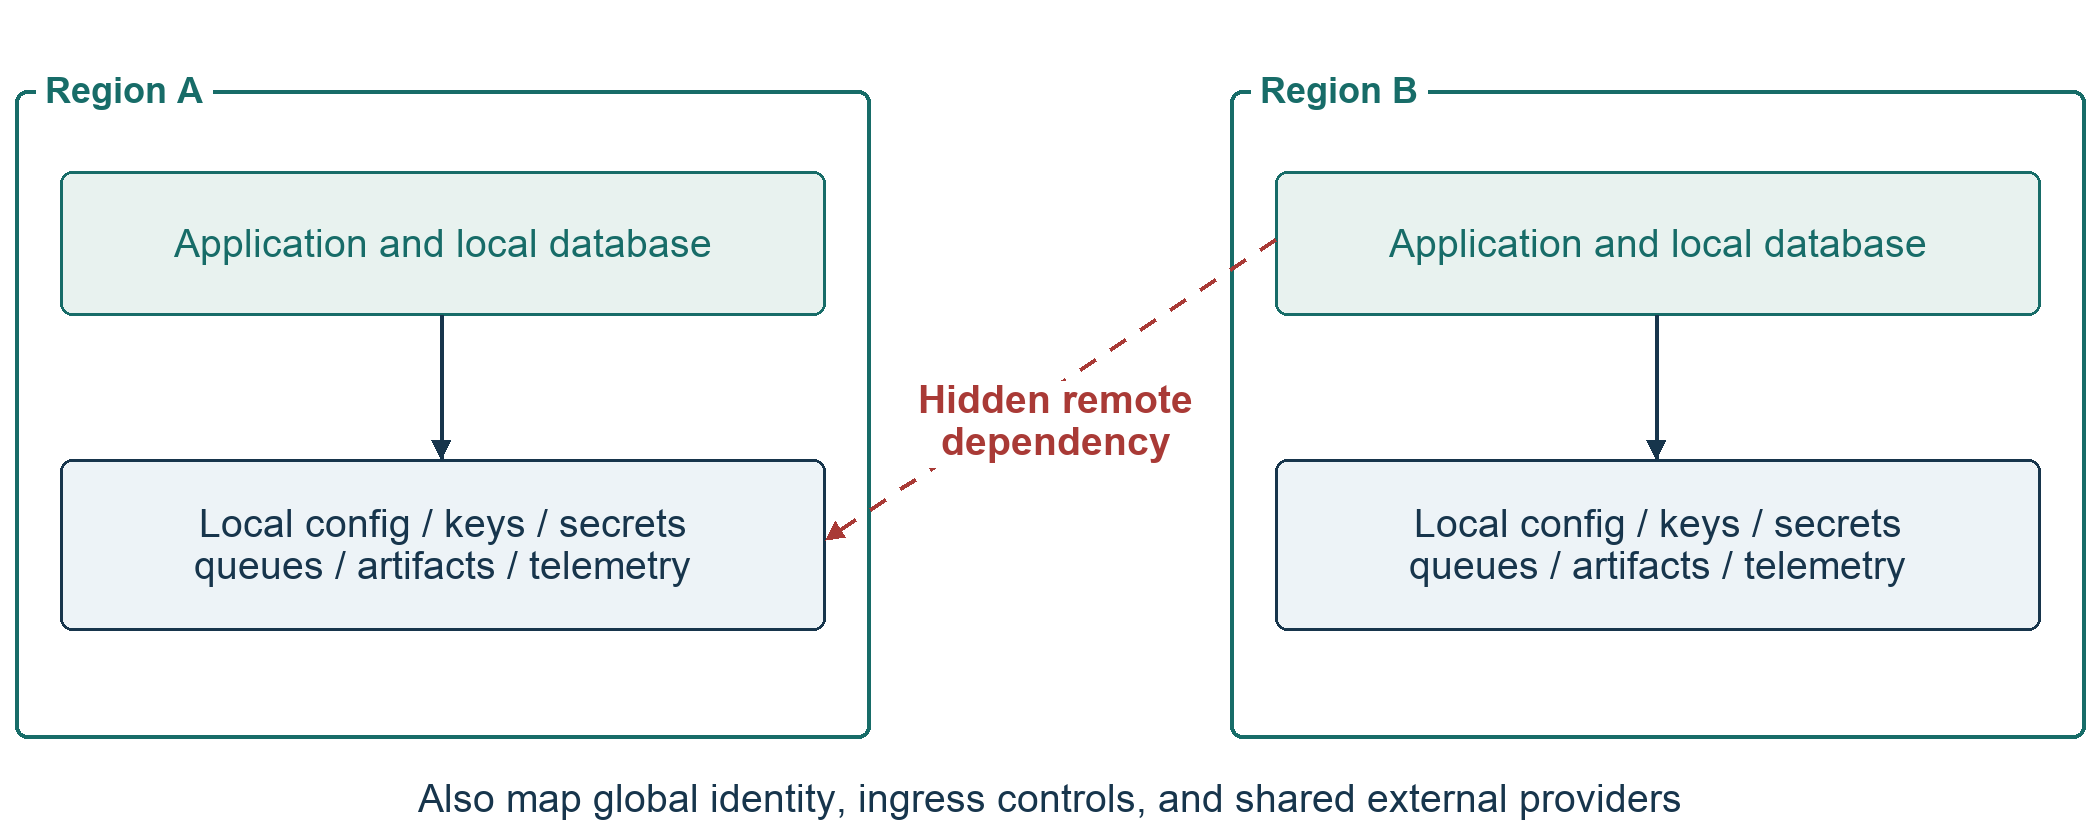 Region A
Application and local database
Local config / keys / secrets
queues / artifacts / telemetry
Hidden remote
dependency
Region B
Application and local database
Local config / keys / secrets
queues / artifacts / telemetry
Also map global identity, ingress controls, and shared external providers